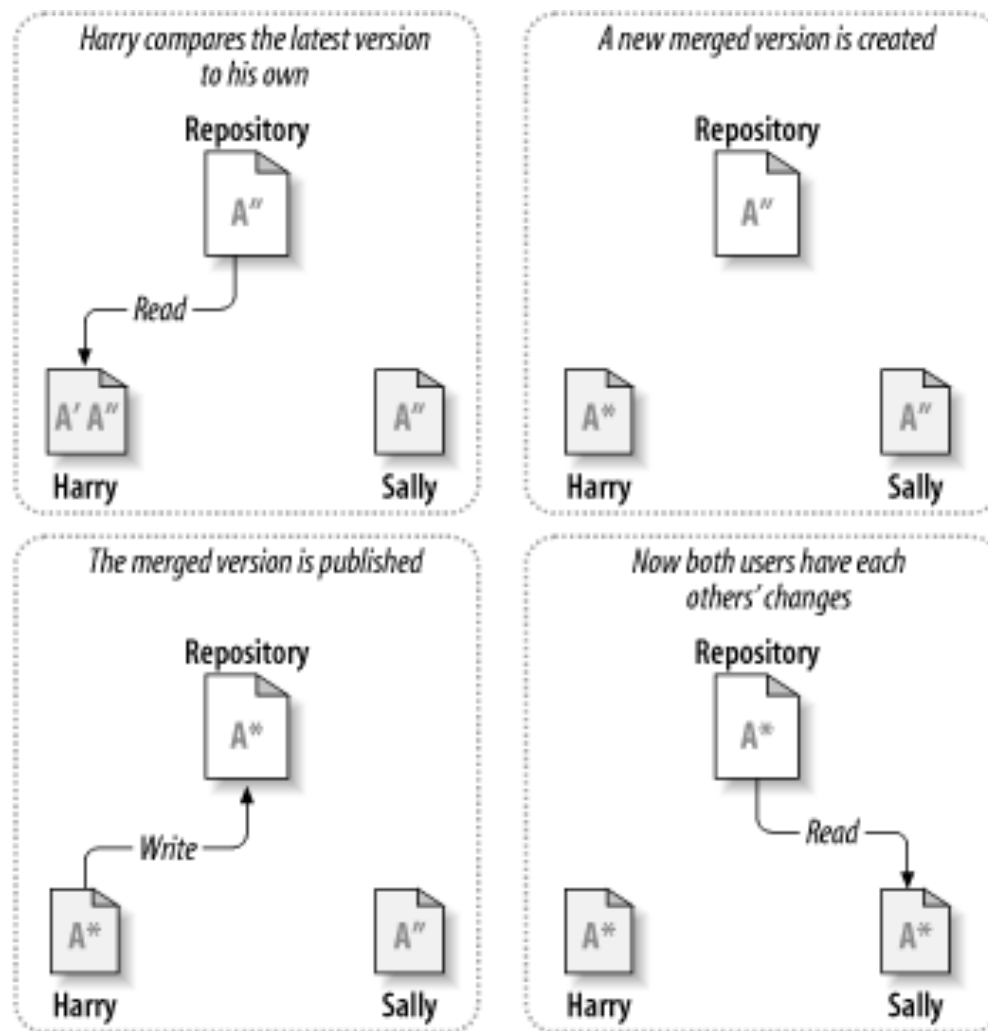 Harry compares the latest version
to his own
Repository
A″
Read
A′ A″
A″
Harry
Sally
A new merged version is created
Repository
A″
A*
A″
Harry
Sally
The merged version is published
Repository
A*
Write
A*
A″
Harry
Sally
Now both users have each
others’ changes
Repository
A*
Read
A*
A*
Harry
Sally